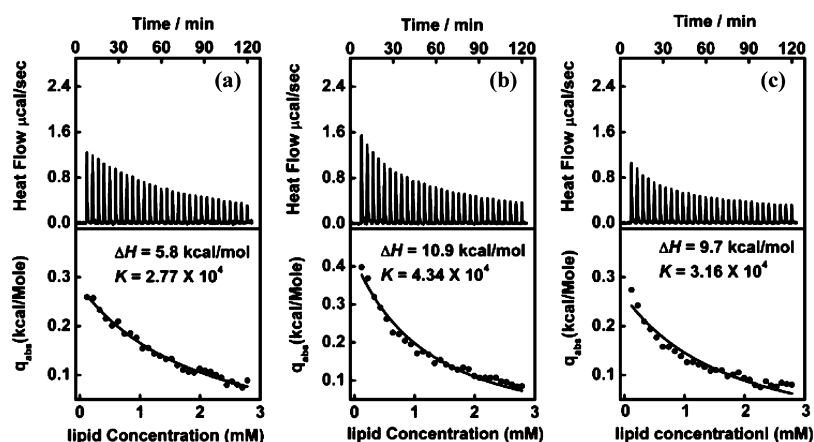 Time / min
0 30 60 90 120
(a)
Heat Flow µcal/sec
2.4
1.6
0.8
0.0
ΔH = 5.8 kcal/mol
K = 2.77 X 10⁴
q_abs(kcal/Mole)
0.3
0.2
0.1
0 1 2 3
lipid Concentration (mM)
Time / min
0 30 60 90 120
(b)
Heat Flow µcal/sec
2.4
1.6
0.8
0.0
ΔH = 10.9 kcal/mol
K = 4.34 X 10⁴
q_abs(kcal/Mole)
0.4
0.3
0.2
0.1
0 1 2 3
lipid Concentration (mM)
Time / min
0 30 60 90 120
(c)
Heat Flow µcal/sec
2.4
1.6
0.8
0.0
ΔH = 9.7 kcal/mol
K = 3.16 X 10⁴
q_abs(kcal/Mole)
0.3
0.2
0.1
0 1 2 3
lipid concentration| (mM)